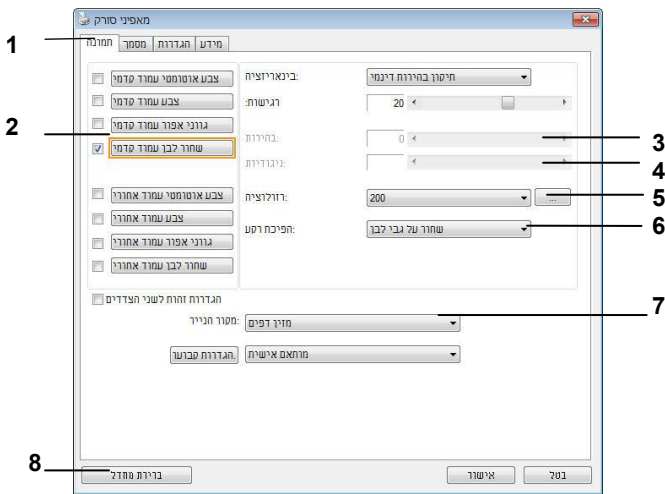 מאפיני סורק
1
תמונה מסמך הגדרות מידע
צבע אוטומטי עמוד קדמי
צבע עמוד קדמי
גווני אפור עמוד קדמי
שחור לבן עמוד קדמי
צבע אוטומטי עמוד אחורי
צבע עמוד אחורי
גווני אפור עמוד אחורי
שחור לבן עמוד אחורי
2
בינאריזציה: תיקון בהירות דינמי
רגישות: 20
בהירות: 0 3
ניגודיות: 4
רזולוציה: 200 ... 5
הפיכת רקע: שחור על גבי לבן 6
הגדרות זהות לשני הצדדים
מקור הנייר: מזין דפים 7
הגדרות קבוער. מותאם אישית
8 ברירת מחדל אישור בטל